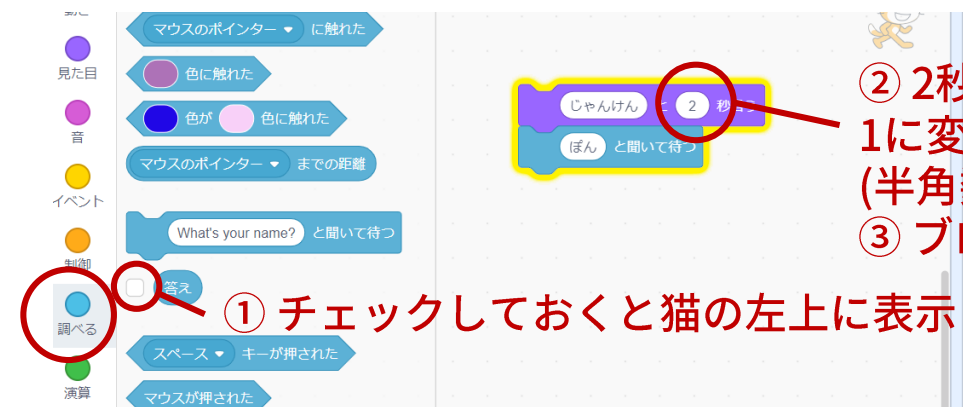 マウスのポインター に触れた
見た目
色に触れた
音
色が 色に触れた
マウスのポインター までの距離
イベント
What's your name? と聞いて待つ
制御
答え
調べる
スペース キーが押された
演算
マウスが押された
じゃんけん と 2 秒言う
ぽん と聞いて待つ
② 2秒
1に変
(半角
③ ブ
① チェックしておくと猫の左上に表示